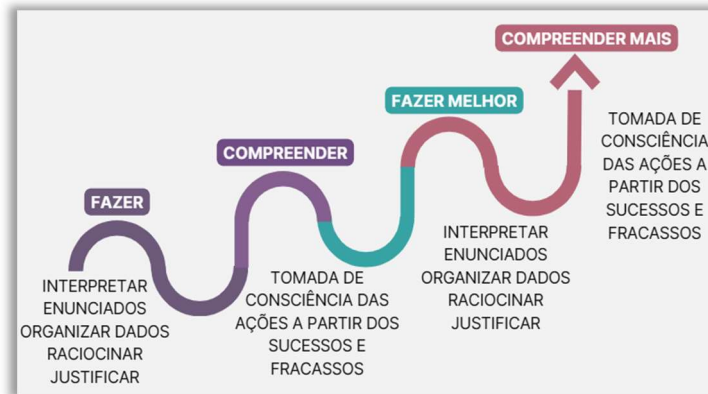 FAZER
INTERPRETAR
ENUNCIADOS
ORGANIZAR DADOS
RACIOCINAR
JUSTIFICAR
COMPREENDER
TOMADA DE
CONSCIÊNCIA DAS
AÇÕES A PARTIR DOS
SUCESSOS E
FRACASSOS
FAZER MELHOR
INTERPRETAR
ENUNCIADOS
ORGANIZAR DADOS
RACIOCINAR
JUSTIFICAR
COMPREENDER MAIS
TOMADA DE
CONSCIÊNCIA
DAS AÇÕES A
PARTIR DOS
SUCESSOS E
FRACASSOS